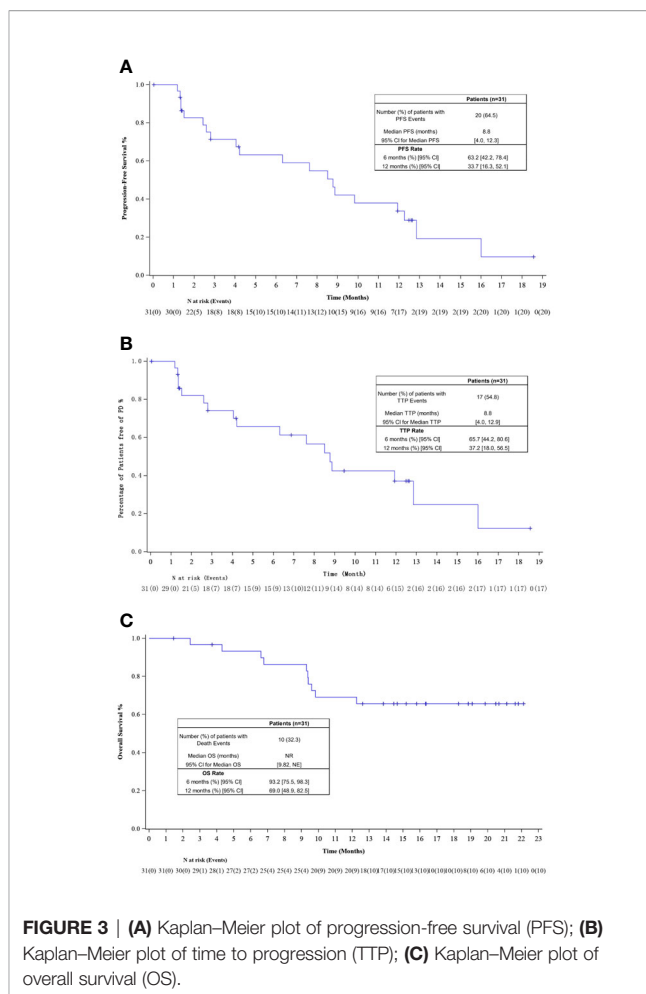 A
Progression-Free Survival %
1.0
0.8
0.6
0.4
0.2
0.0
Patients (n=31)
Number (%) of patients with
PFS Events
20 (64.5)
Median PFS (months)
8.8
95% CI for Median PFS
[4.0, 12.3]
PFS Rate
6 months (%) [95% CI]
63.2 [42.2, 78.4]
12 months (%) [95% CI]
33.7 [16.3, 52.1]
0 1 2 3 4 5 6 7 8 9 10 11 12 13 14 15 16 17 18 19
Time (Months)
N at risk (Events)
31(0) 30(0) 22(5) 18(8) 18(8) 15(10) 15(10) 14(11) 13(12) 10(15) 9(16) 9(16) 7(17) 2(19) 2(19) 2(19) 2(20) 1(20) 1(20) 0(20)
B
Percentage of Patients free of PD %
1.0
0.8
0.6
0.4
0.2
0.0
Patients (n=31)
Number (%) of patients with
TTP Events
17 (54.8)
Median TTP (months)
8.8
95% CI for Median TTP
[4.0, 12.9]
TTP Rate
6 months (%) [95% CI]
65.7 [44.2, 80.6]
12 months (%) [95% CI]
37.2 [18.0, 56.5]
0 1 2 3 4 5 6 7 8 9 10 11 12 13 14 15 16 17 18 19
Time (Month)
N at risk (Events)
31(0) 29(0) 21(5) 18(7) 18(7) 15(9) 15(9) 13(10) 12(11) 9(14) 8(14) 8(14) 6(15) 2(16) 2(16) 2(16) 2(17) 1(17) 1(17) 0(17)
C
Overall Survival %
1.0
0.8
0.6
0.4
0.2
0.0
Patients (n=31)
Number (%) of patients with
Death Events
10 (32.3)
Median OS (months)
NR
95% CI for Median OS
[9.82, NE]
OS Rate
6 months (%) [95% CI]
93.2 [75.5, 98.3]
12 months (%) [95% CI]
69.0 [48.9, 82.5]
0 1 2 3 4 5 6 7 8 9 10 11 12 13 14 15 16 17 18 19 20 21 22 23
Time (Months)
N at risk (Events)
31(0) 31(0) 30(0) 29(1) 28(1) 27(2) 27(2) 25(4) 25(4) 25(4) 20(9) 20(9) 20(9) 18(10) 17(10) 15(10) 13(10) 10(10) 10(10) 8(10) 6(10) 4(10) 1(10) 0(10)
FIGURE 3 | (A) Kaplan–Meier plot of progression-free survival (PFS); (B)
Kaplan–Meier plot of time to progression (TTP); (C) Kaplan–Meier plot of
overall survival (OS).